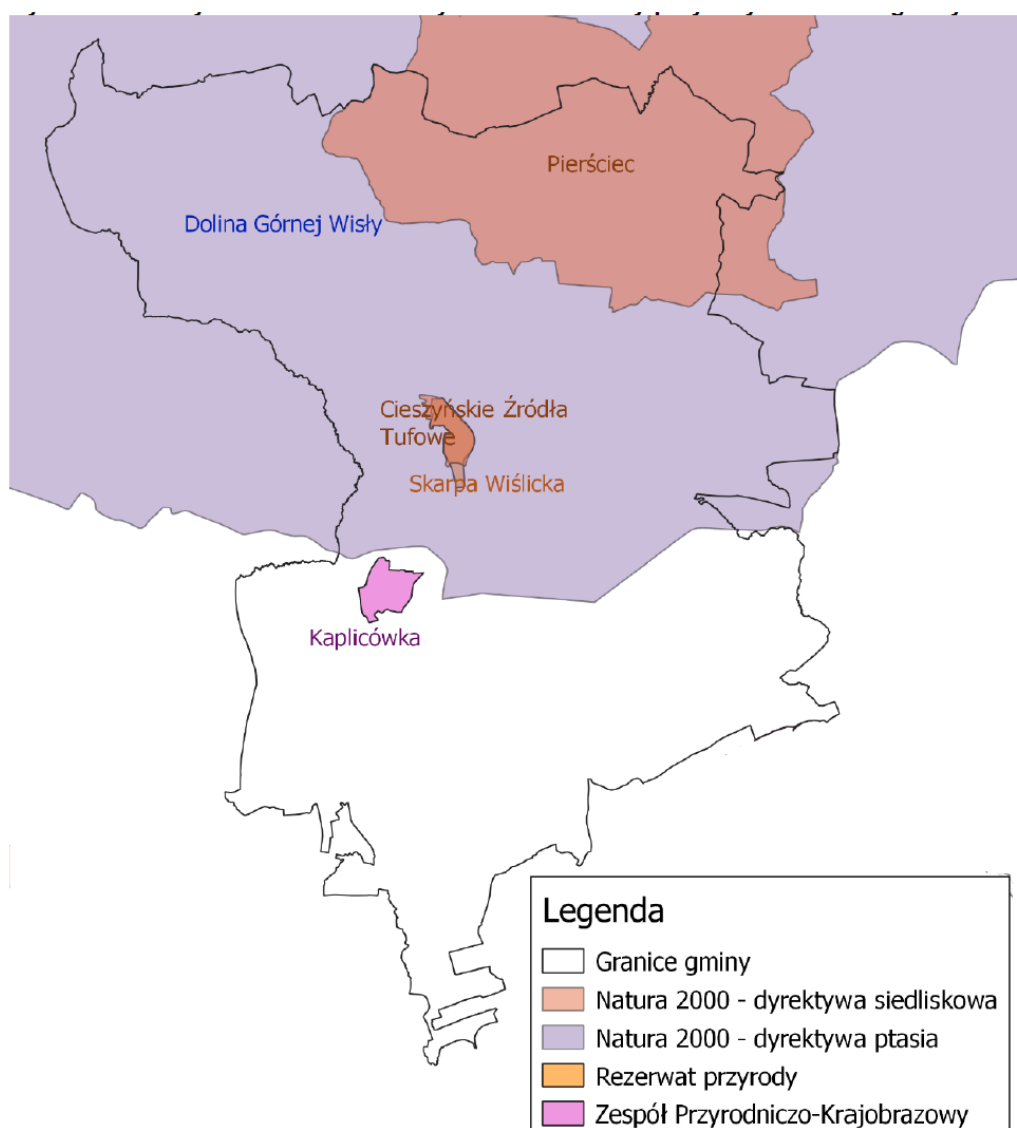 Pierściec
Dolina Górnej Wisły
Cieszyńskie Źródła
Tufowe
Skarpa Wiślicka
Kaplicówka
Legenda
Granice gminy
Natura 2000 - dyrektywa siedliskowa
Natura 2000 - dyrektywa ptasia
Rezerwat przyrody
Zespół Przyrodniczo-Krajobrazowy